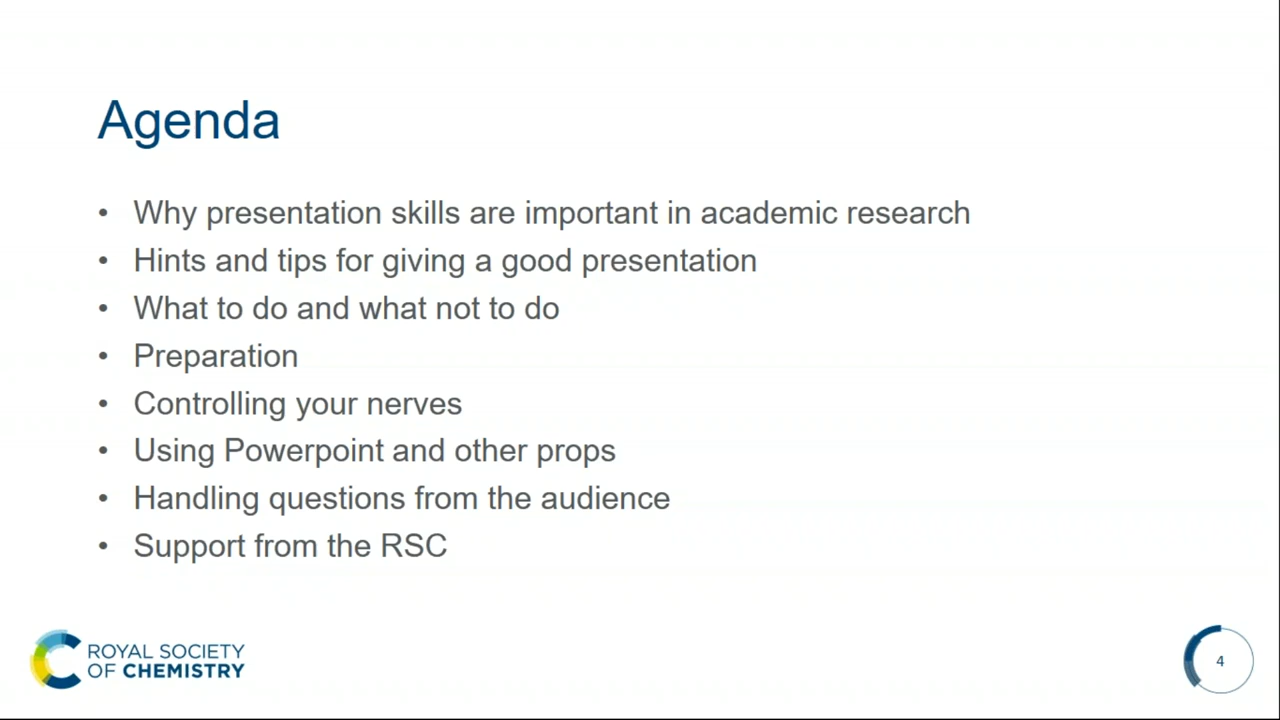 Agenda
• Why presentation skills are important in academic research
• Hints and tips for giving a good presentation
• What to do and what not to do
• Preparation
• Controlling your nerves
• Using Powerpoint and other props
• Handling questions from the audience
• Support from the RSC
ROYAL SOCIETY
OF CHEMISTRY
4